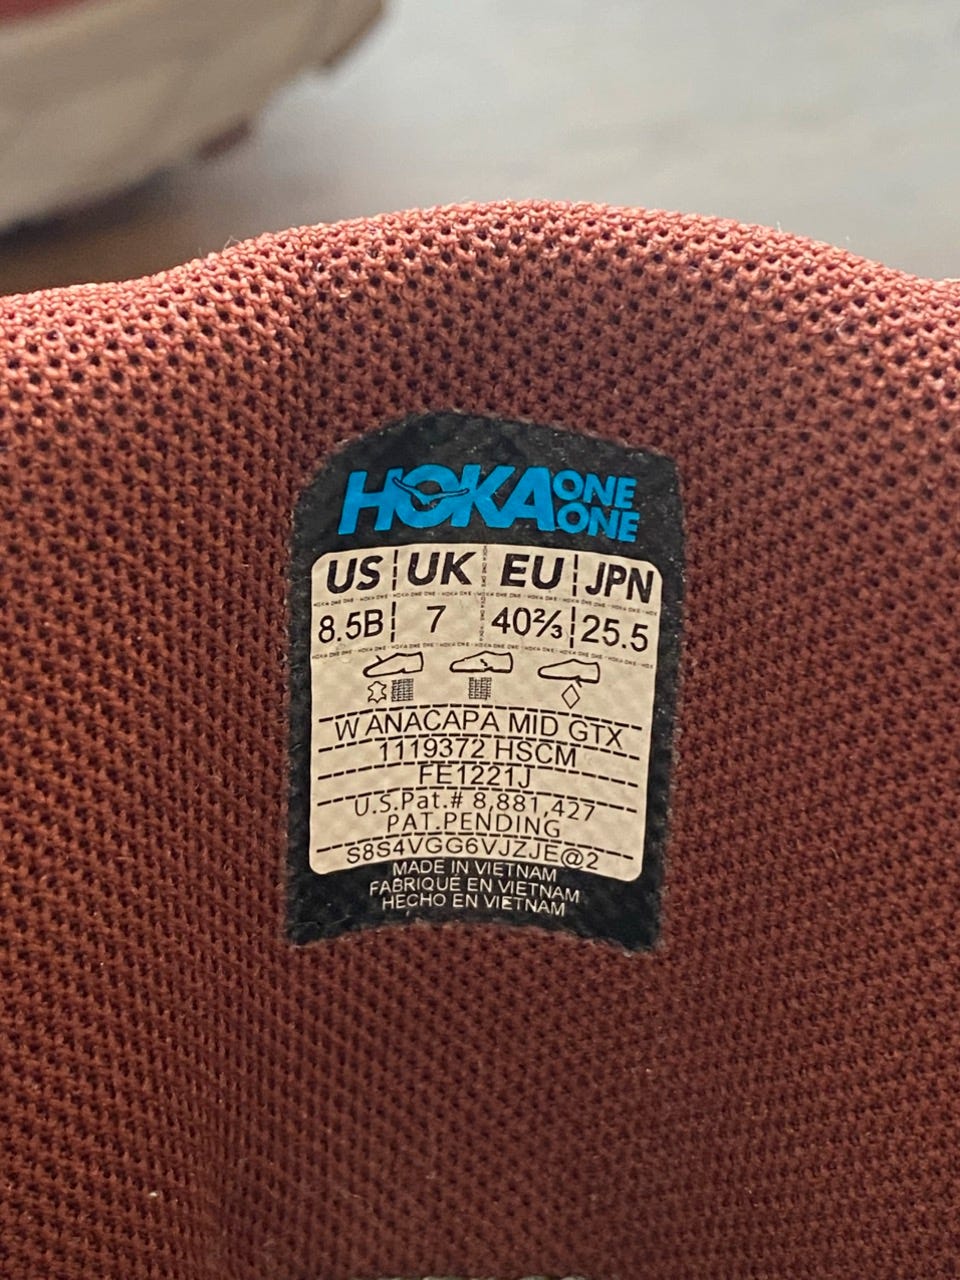 HOKA ONE ONE
US UK EU JPN
8.5B 7 40⅔ 25.5
W ANACAPA MID GTX
1119372 HSCM
FE1221J
U.S.Pat.# 8,881,427
PAT.PENDING
S8S4VGG6VJZJE@2
MADE IN VIETNAM
FABRIQUÉ EN VIETNAM
HECHO EN VIETNAM